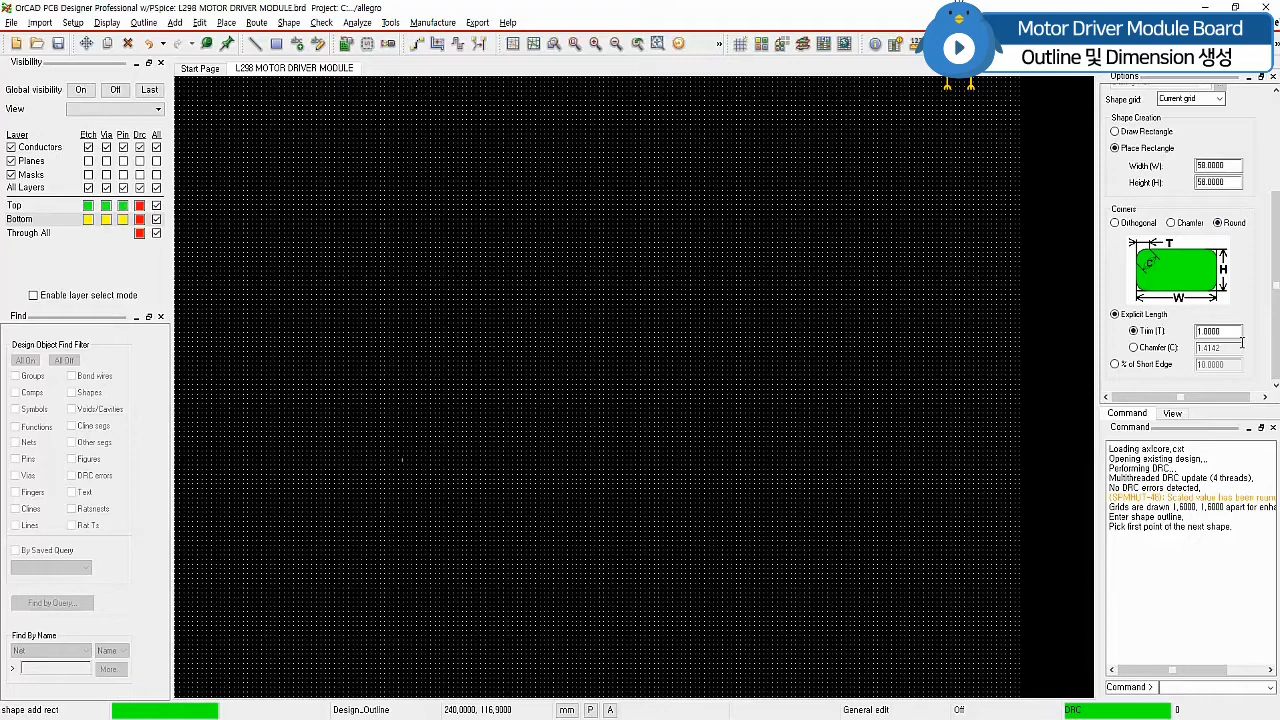 OrCAD PCB Designer Professional w/PSpice: L298 MOTOR DRIVER MODULE.brd Project: C:.../allegro
Motor Driver Module Board
Outline 및 Dimension 생성
File Import Setup Display Outline Add Edit Place Route Shape Check Analyze Tools Manufacture Export Help
Visibility
Start Page L298 MOTOR DRIVER MODULE
Options
Global visibility On Off Last
View
Layer Etch Via Pin Drc All
Conductors
Planes
Masks
All Layers
Top
Bottom
Through All
Enable layer select mode
Find
Design Object Find Filter
All On All Off
Groups Bond wires
Comps Shapes
Symbols Voids/Cavities
Functions Cline segs
Nets Other segs
Pins Figures
Vias DRC errors
Fingers Text
Clines Ratsnests
Lines Rat Ts
By Saved Query
Find by Query...
Find By Name
Net Name
> More...
Shape grid: Current grid
Shape Creation
Draw Rectangle
Place Rectangle
Width (W): 58.0000
Height (H): 58.0000
Corners
Orthogonal Chamfer Round
T
C
H
W
Explicit Length
Trim (T): 1.0000
Chamfer (C): 1.4142
% of Short Edge 10.0000
Command View
Command
Loading axlcore.cxt
Opening existing design...
Performing DRC...
Multithreaded DRC update (4 threads).
No DRC errors detected.
(SPMHUT-48): Scaled value has been roun
Grids are drawn 1.6000, 1.6000 apart for enha
Enter shape outline.
Pick first point of the next shape.
Command >
shape add rect Design_Outline 240.0000, 116.9000 mm P A General edit Off DRC 0